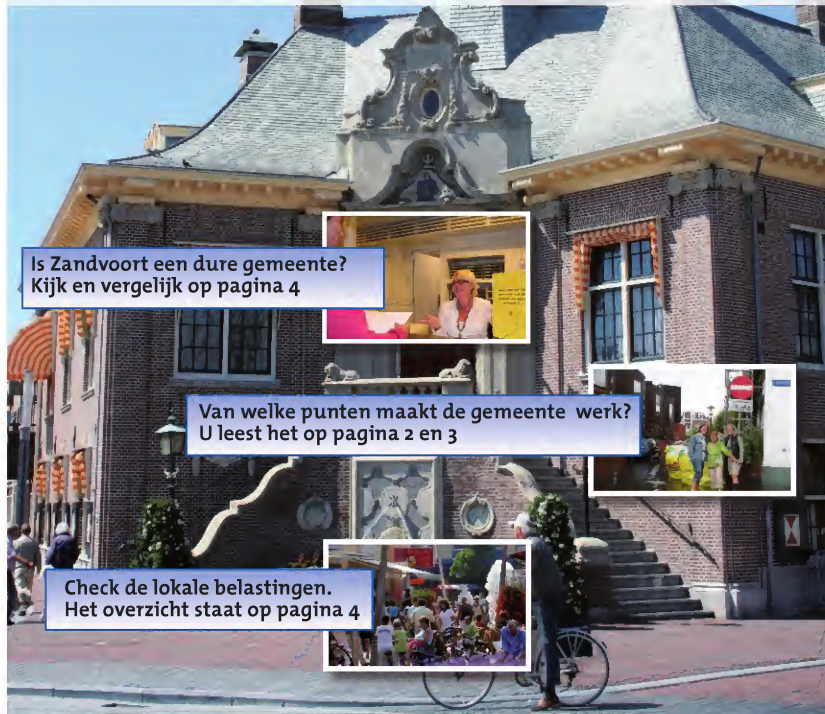 Is Zandvoort een dure gemeente?
Kijk en vergelijk op pagina 4
Van welke punten maakt de gemeente werk?
U leest het op pagina 2 en 3
Check de lokale belastingen.
Het overzicht staat op pagina 4